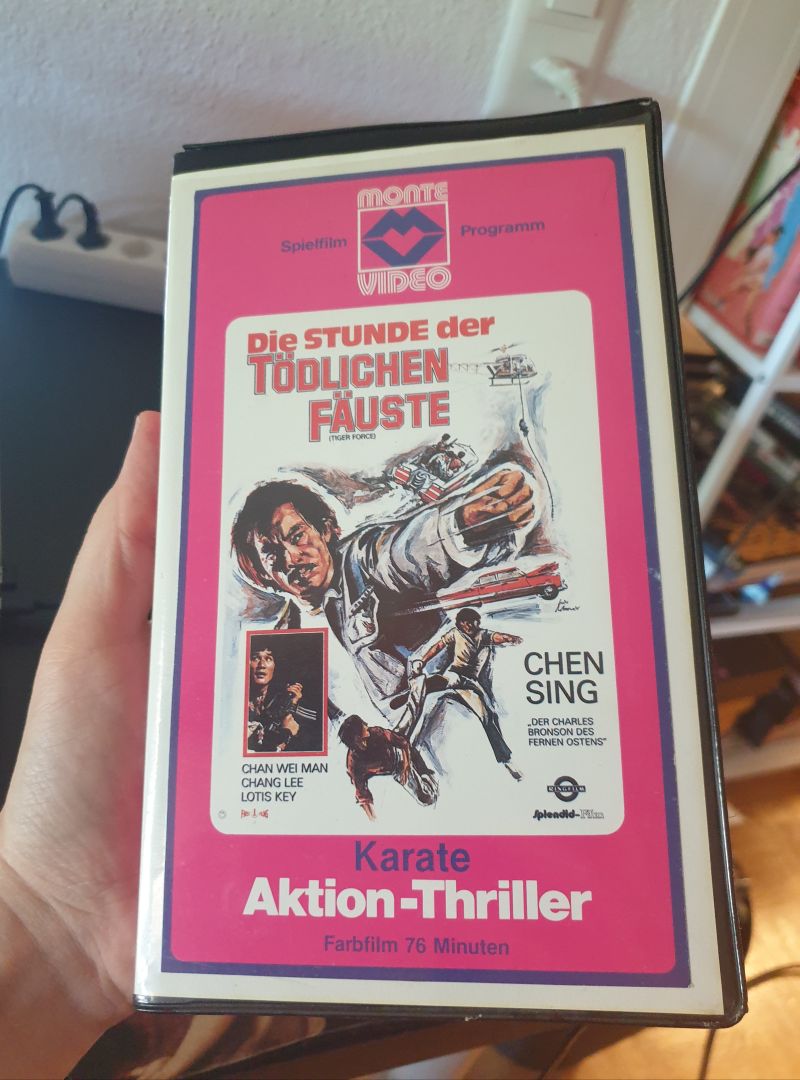 MONTE
Spielfilm Programm
VIDEO
Die STUNDE der
TÖDLICHEN
FÄUSTE
(TIGER FORCE)
CHEN
SING
„DER CHARLES
BRONSON DES
FERNEN OSTENS"
CHAN WEI MAN
CHANG LEE
LOTIS KEY
RINGFILM
Splendid-Film
Karate
Aktion-Thriller
Farbfilm 76 Minuten